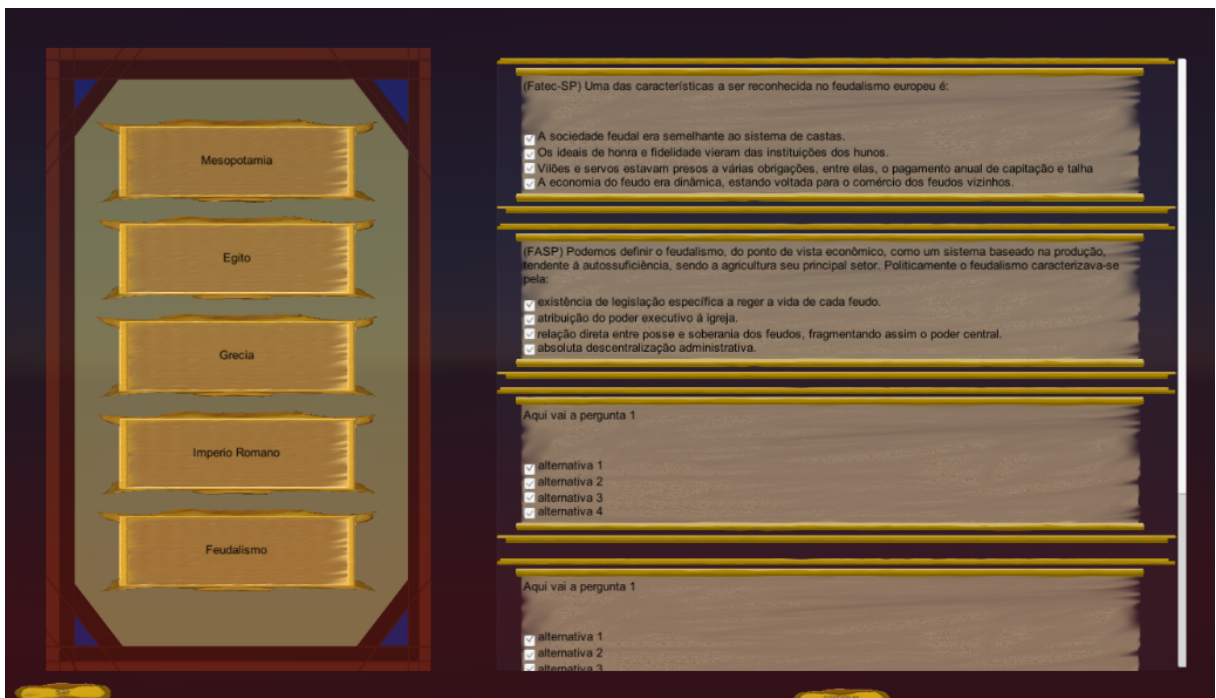 Mesopotamia
Egito
Grecia
Imperio Romano
Feudalismo
(Fatec-SP) Uma das características a ser reconhecida no feudalismo europeu é:
A sociedade feudal era semelhante ao sistema de castas.
Os ideais de honra e fidelidade vieram das instituições dos hunos.
Vilões e servos estavam presos a várias obrigações, entre elas, o pagamento anual de capitação e talha
A economia do feudo era dinâmica, estando voltada para o comércio dos feudos vizinhos.
(FASP) Podemos definir o feudalismo, do ponto de vista econômico, como um sistema baseado na produção,
tendente à autossuficiência, sendo a agricultura seu principal setor. Politicamente o feudalismo caracterizava-se
pela:
existência de legislação específica a reger a vida de cada feudo.
atribuição do poder executivo à igreja.
relação direta entre posse e soberania dos feudos, fragmentando assim o poder central.
absoluta descentralização administrativa.
Aqui vai a pergunta 1
alternativa 1
alternativa 2
alternativa 3
alternativa 4
Aqui vai a pergunta 1
alternativa 1
alternativa 2
alternativa 3